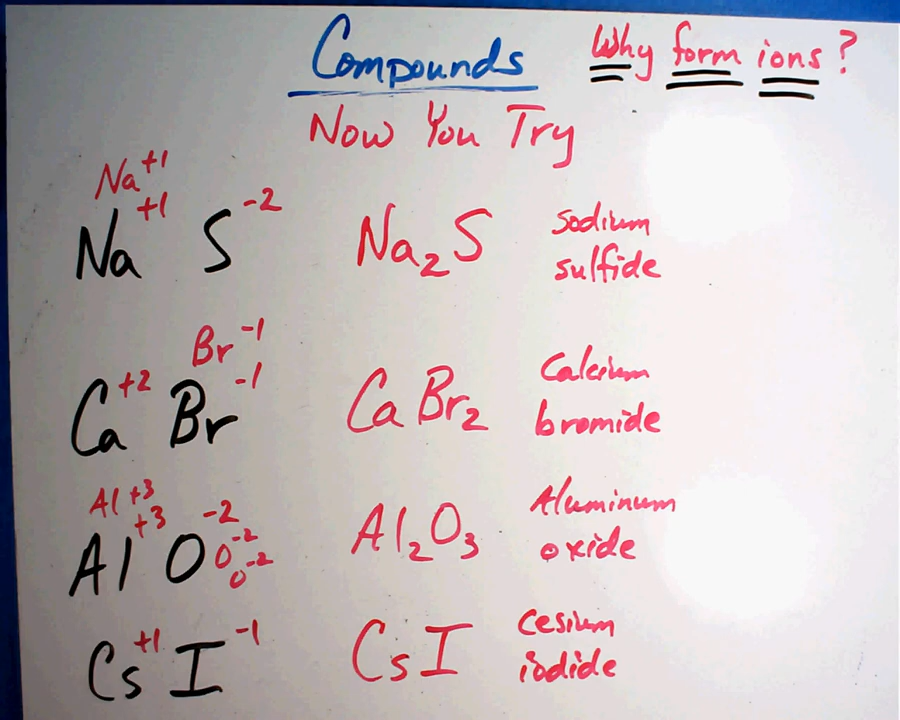 Compounds
Why form ions?
Now You Try
Na+1
Na+1 S-2 Na2S sodium
sulfide
Br-1
Ca+2 Br-1 CaBr2 Calcium
bromide
Al+3
Al+3 O-2 O-2 O-2 Al2O3 Aluminum
oxide
Cs+1 I-1 CsI cesium
iodide